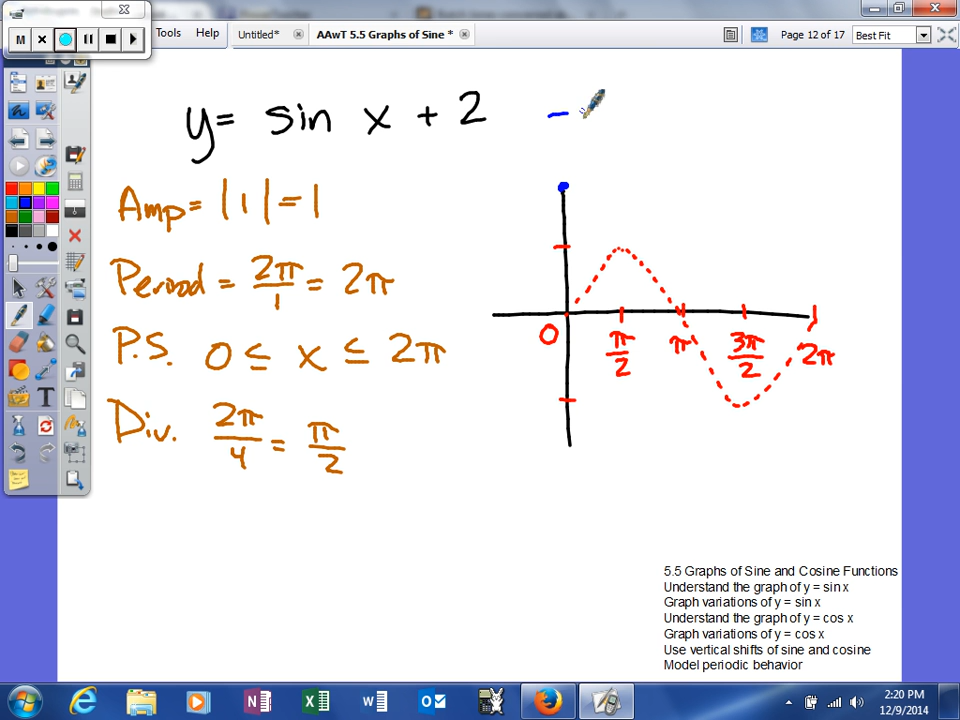 Tools Help Untitled* AAwT 5.5 Graphs of Sine * Page 12 of 17 Best Fit
M
y= sin x + 2 -
Amp= |1| = 1
Period = 2π/1 = 2π
P.S. 0 ≤ x ≤ 2π
Div. 2π/4 = π/2
0 π/2 π 3π/2 2π
5.5 Graphs of Sine and Cosine Functions
Understand the graph of y = sin x
Graph variations of y = sin x
Understand the graph of y = cos x
Graph variations of y = cos x
Use vertical shifts of sine and cosine
Model periodic behavior
2:20 PM
12/9/2014